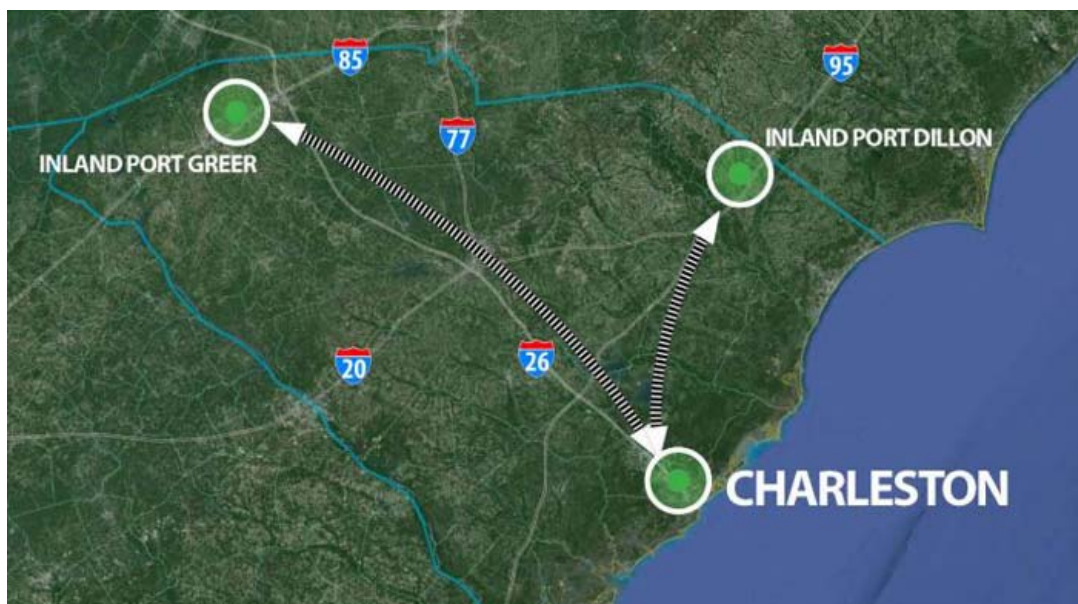 85
95
77
INLAND PORT GREER
INLAND PORT DILLON
20
26
CHARLESTON